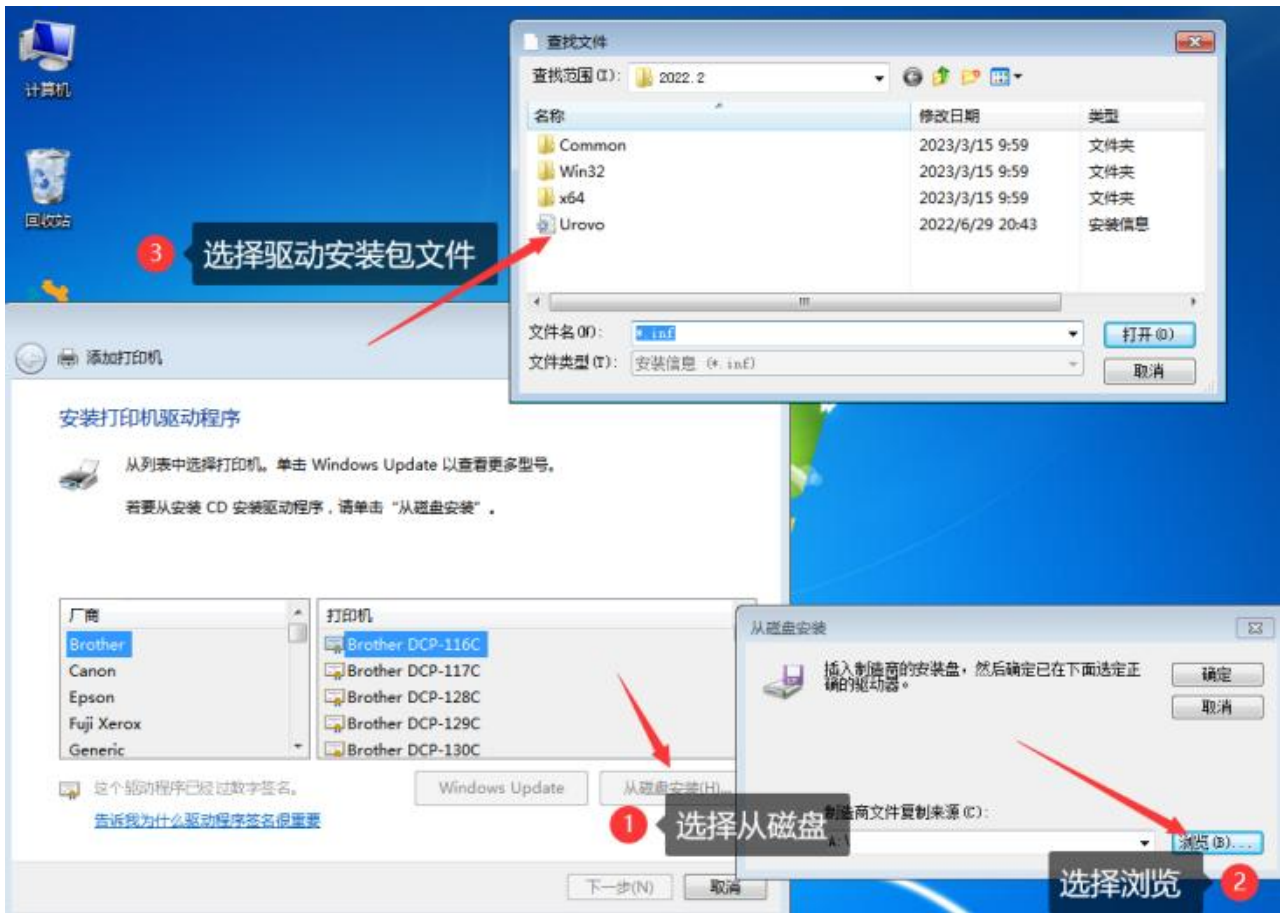 计算机
回收站
查找文件
查找范围(I): 2022.2
名称 修改日期 类型
Common 2023/3/15 9:59 文件夹
Win32 2023/3/15 9:59 文件夹
x64 2023/3/15 9:59 文件夹
Urovo 2022/6/29 20:43 安装信息
文件名(N): *.inf 打开(O)
文件类型(T): 安装信息 (*.inf) 取消
3 选择驱动安装包文件
添加打印机
安装打印机驱动程序
从列表中选择打印机。单击 Windows Update 以查看更多型号。
若要从安装 CD 安装驱动程序，请单击“从磁盘安装”。
厂商 打印机
Brother Brother DCP-116C
Canon Brother DCP-117C
Epson Brother DCP-128C
Fuji Xerox Brother DCP-129C
Generic Brother DCP-130C
这个驱动程序已经过数字签名。
告诉我为什么驱动程序签名很重要
Windows Update 从磁盘安装(H)...
1 选择从磁盘
下一步(N) 取消
从磁盘安装
插入制造商的安装盘，然后确定已在下面选定正
确的驱动器。
确定
取消
制造商文件复制来源(C):
A:\ 浏览(B)...
选择浏览 2